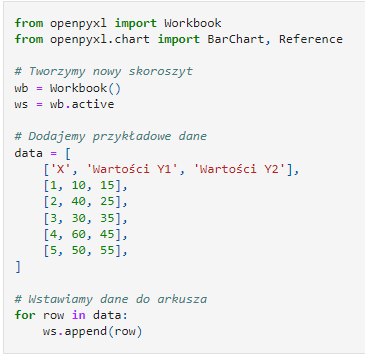 from openpyxl import Workbook
from openpyxl.chart import BarChart, Reference

# Tworzymy nowy skoroszyt
wb = Workbook()
ws = wb.active

# Dodajemy przykładowe dane
data = [
    ['X', 'Wartości Y1', 'Wartości Y2'],
    [1, 10, 15],
    [2, 40, 25],
    [3, 30, 35],
    [4, 60, 45],
    [5, 50, 55],
]

# Wstawiamy dane do arkusza
for row in data:
    ws.append(row)